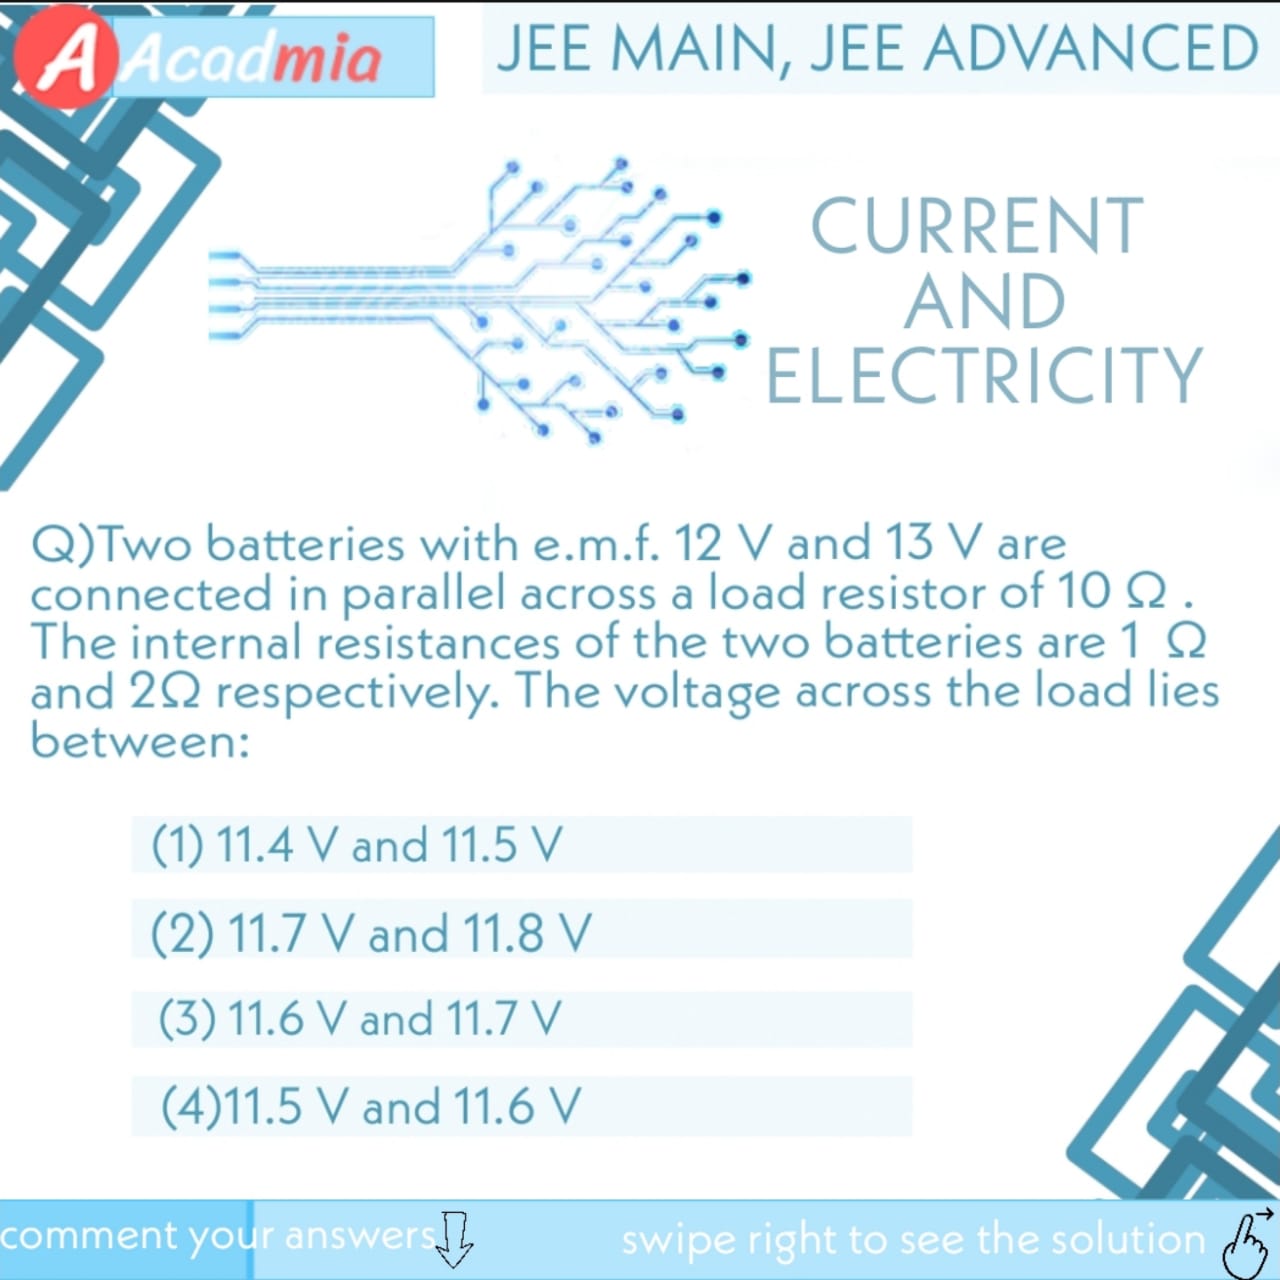 A Acadmia
JEE MAIN, JEE ADVANCED
CURRENT
AND
ELECTRICITY
Q)Two batteries with e.m.f. 12 V and 13 V are
connected in parallel across a load resistor of 10 Ω .
The internal resistances of the two batteries are 1 Ω
and 2Ω respectively. The voltage across the load lies
between:
(1) 11.4 V and 11.5 V
(2) 11.7 V and 11.8 V
(3) 11.6 V and 11.7 V
(4)11.5 V and 11.6 V
comment your answers
swipe right to see the solution